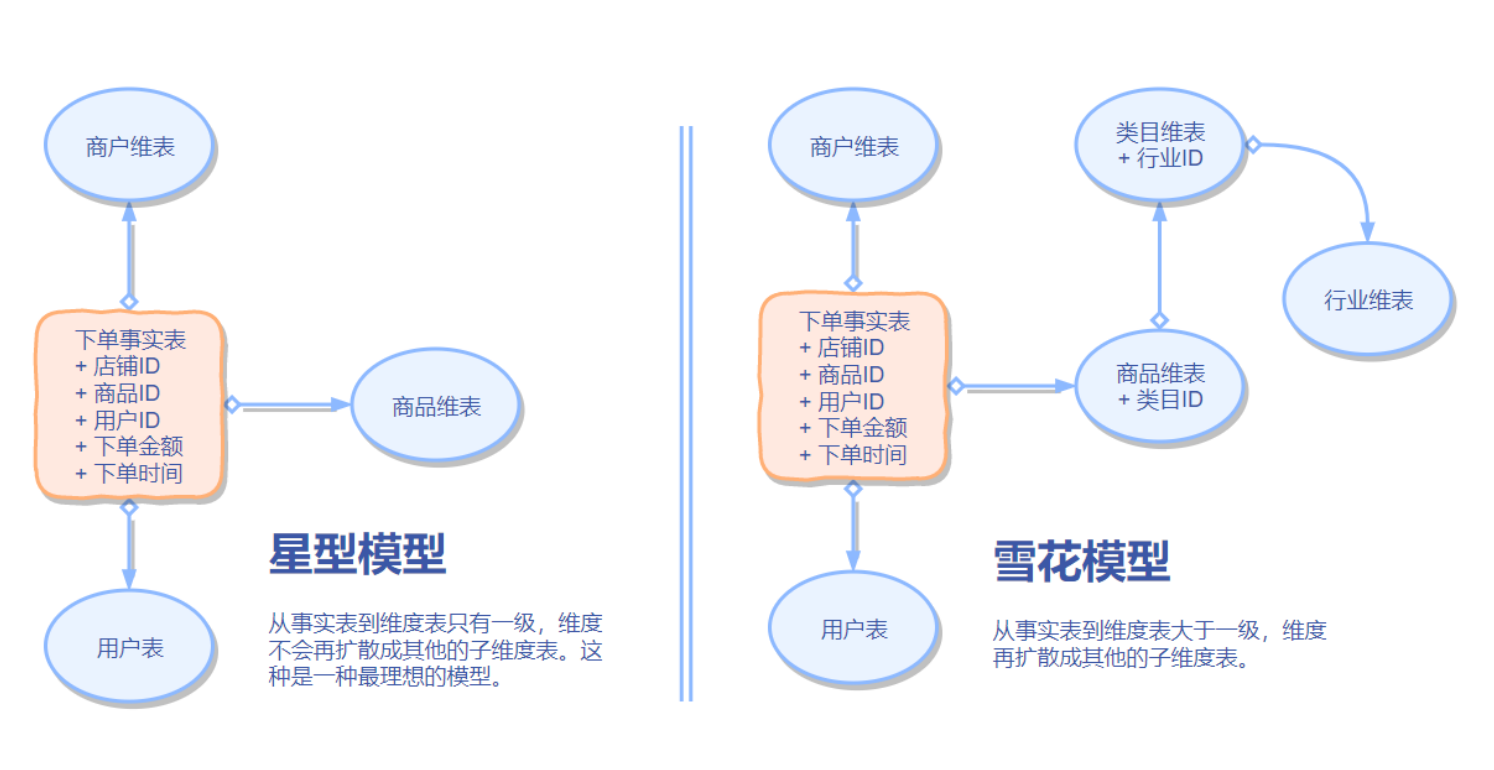 商户维表
下单事实表
+ 店铺ID
+ 商品ID
+ 用户ID
+ 下单金额
+ 下单时间
商品维表
用户表
星型模型
从事实表到维度表只有一级，维度
不会再扩散成其他的子维度表。这
种是一种最理想的模型。
商户维表
类目维表
+ 行业ID
行业维表
下单事实表
+ 店铺ID
+ 商品ID
+ 用户ID
+ 下单金额
+ 下单时间
商品维表
+ 类目ID
用户表
雪花模型
从事实表到维度表大于一级，维度
再扩散成其他的子维度表。